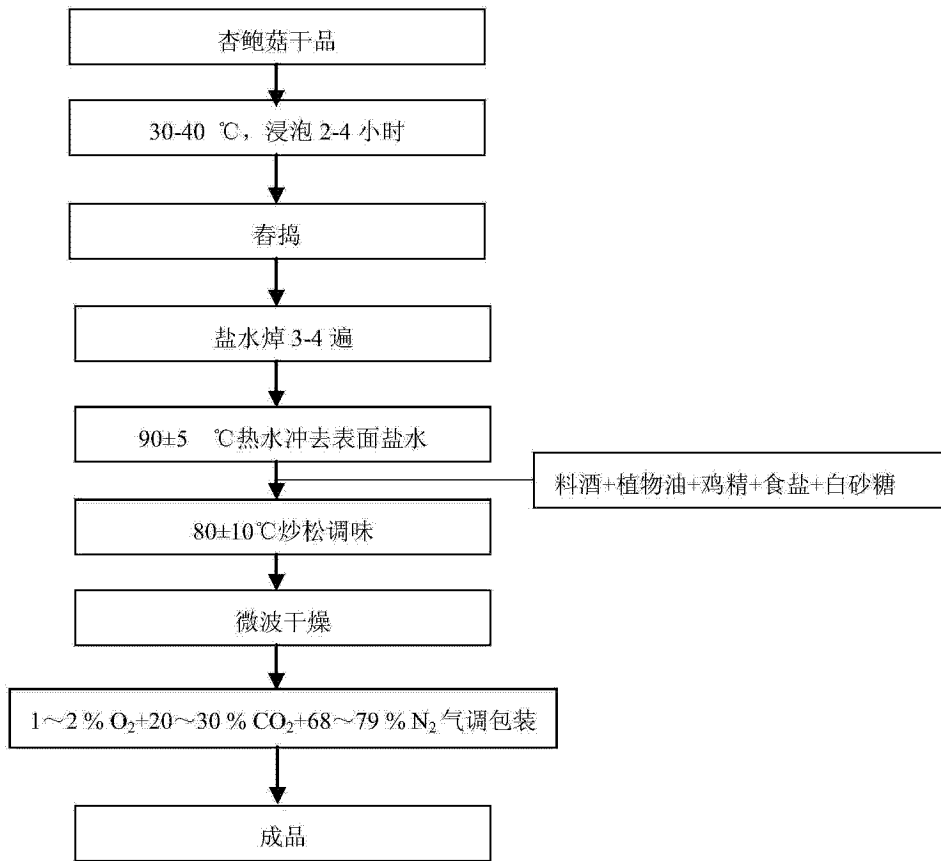 杏鲍菇干品
30-40 ℃，浸泡 2-4 小时
舂捣
盐水焯 3-4 遍
90±5 ℃热水冲去表面盐水
料酒+植物油+鸡精+食盐+白砂糖
80±10℃炒松调味
微波干燥
1～2 % O₂+20～30 % CO₂+68～79 % N₂ 气调包装
成品